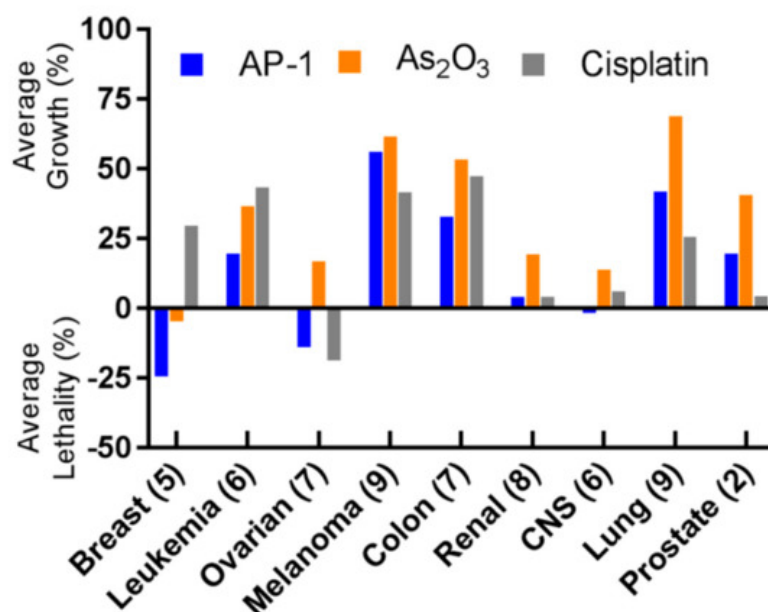 100
75
50
25
0
-25
-50
Average
Growth (%)
Average
Lethality (%)
AP-1
As₂O₃
Cisplatin
Breast (5)
Leukemia (6)
Ovarian (7)
Melanoma (9)
Colon (7)
Renal (8)
CNS (6)
Lung (9)
Prostate (2)